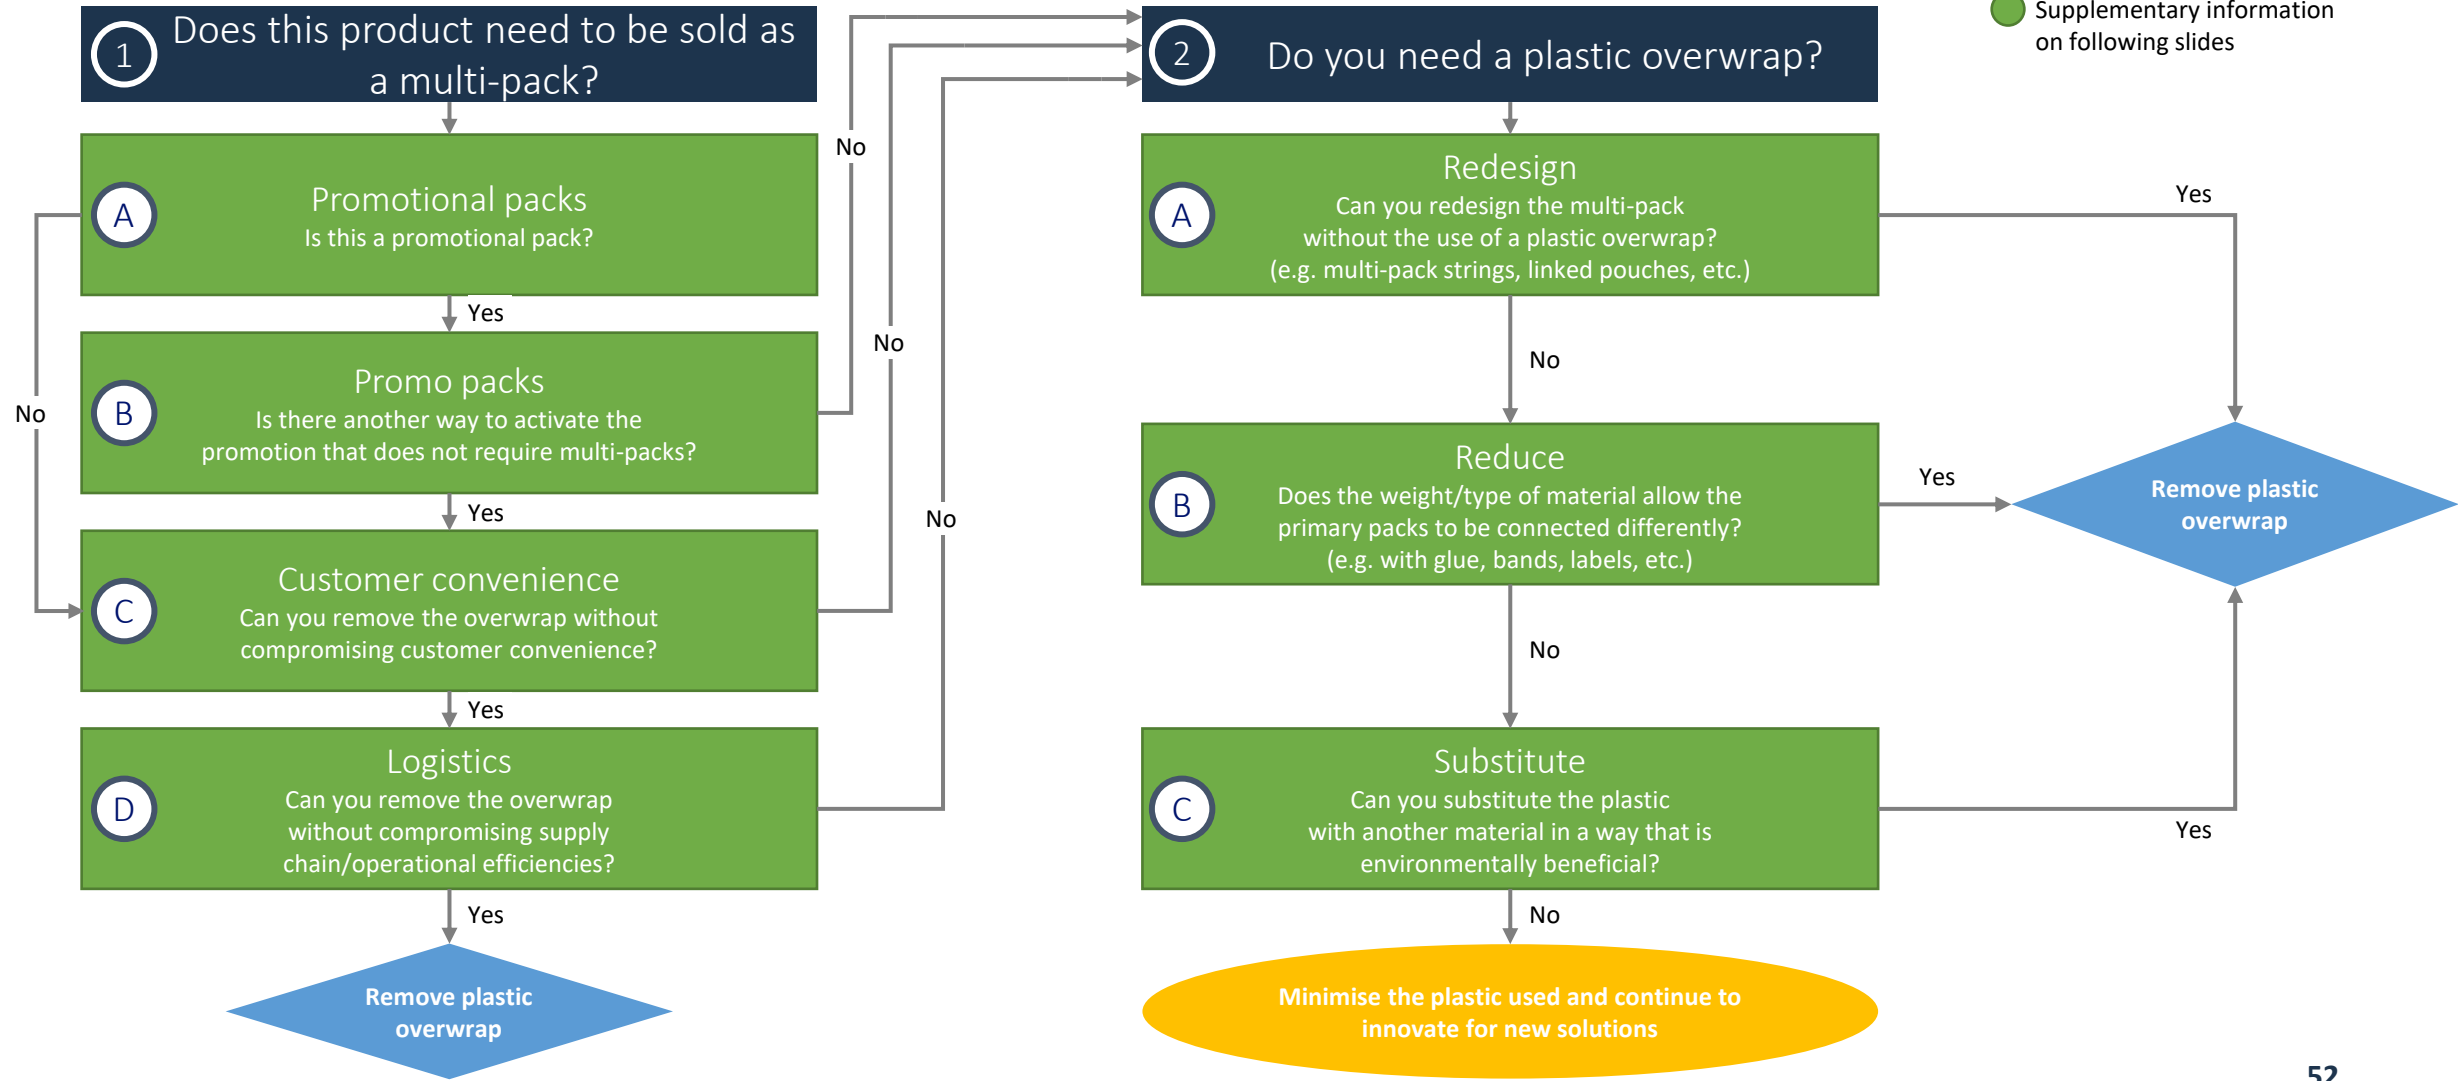 Supplementary information
on following slides
1
Does this product need to be sold as
a multi-pack?
A
Promotional packs
Is this a promotional pack?
Yes
No
B
Promo packs
Is there another way to activate the
promotion that does not require multi-packs?
Yes
No
C
Customer convenience
Can you remove the overwrap without
compromising customer convenience?
Yes
No
D
Logistics
Can you remove the overwrap
without compromising supply
chain/operational efficiencies?
Yes
No
Remove plastic
overwrap
2
Do you need a plastic overwrap?
A
Redesign
Can you redesign the multi-pack
without the use of a plastic overwrap?
(e.g. multi-pack strings, linked pouches, etc.)
Yes
No
B
Reduce
Does the weight/type of material allow the
primary packs to be connected differently?
(e.g. with glue, bands, labels, etc.)
Yes
No
C
Substitute
Can you substitute the plastic
with another material in a way that is
environmentally beneficial?
Yes
No
Remove plastic
overwrap
Minimise the plastic used and continue to
innovate for new solutions
52